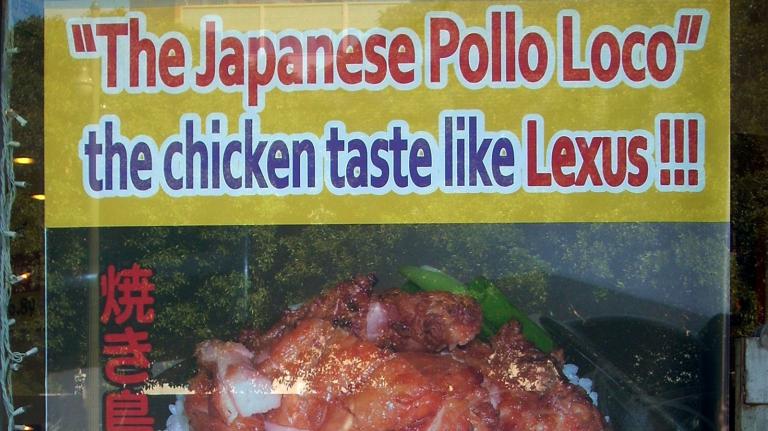 "The Japanese Pollo Loco"
the chicken taste like Lexus !!!
焼き